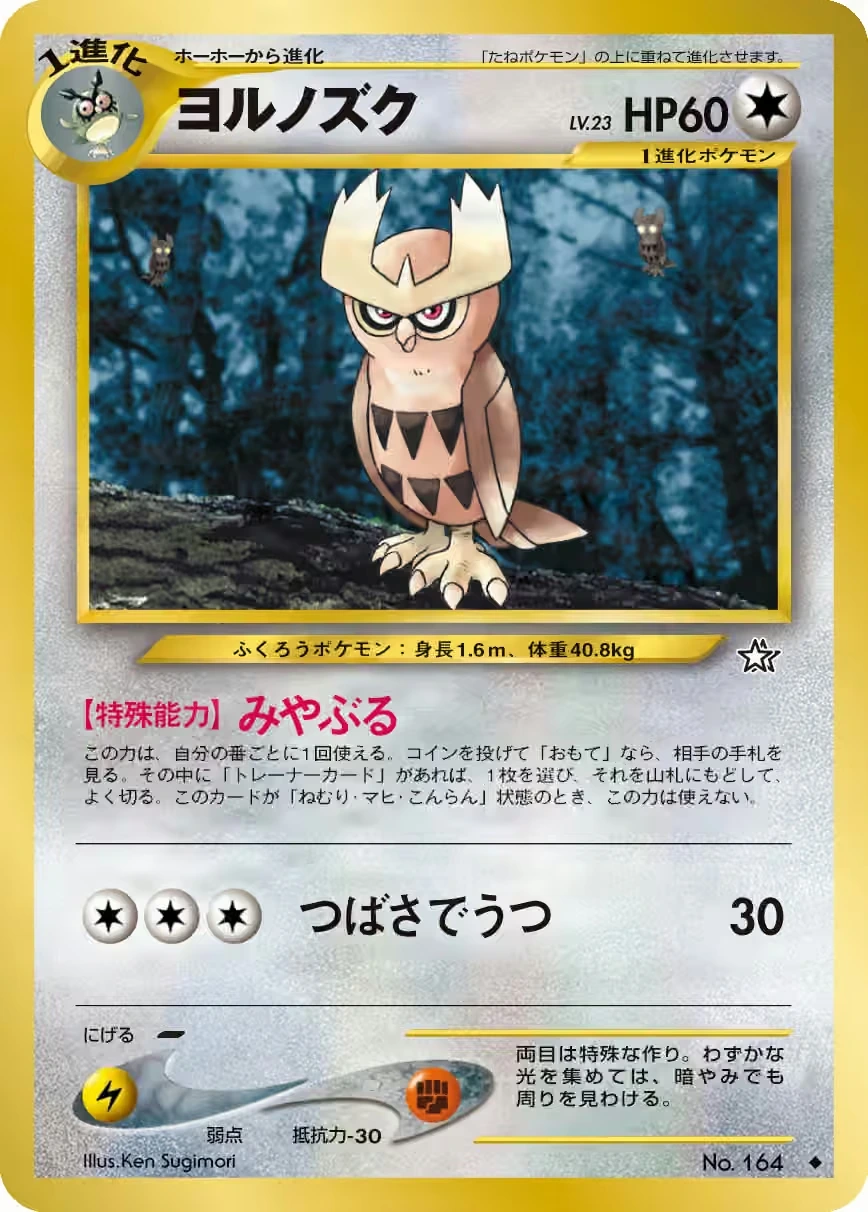 1進化
ホーホーから進化
「たねポケモン」の上に重ねて進化させます。
ヨルノズク
LV.23 HP60
1進化ポケモン
ふくろうポケモン：身長1.6m、体重40.8kg
【特殊能力】みやぶる
この力は、自分の番ごとに1回使える。コインを投げて「おもて」なら、相手の手札を
見る。その中に「トレーナーカード」があれば、1枚を選び、それを山札にもどして、
よく切る。このカードが「ねむり・マヒ・こんらん」状態のとき、この力は使えない。
つばさでうつ 30
にげる
弱点 抵抗力-30
両目は特殊な作り。わずかな
光を集めては、暗やみでも
周りを見わける。
Illus.Ken Sugimori
No. 164